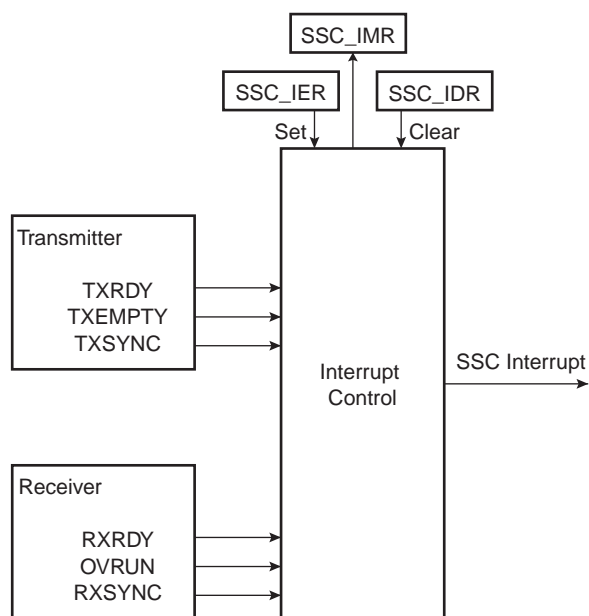 SSC_IMR
SSC_IER
SSC_IDR
Set
Clear
Transmitter
TXRDY
TXEMPTY
TXSYNC
Interrupt
Control
SSC Interrupt
Receiver
RXRDY
OVRUN
RXSYNC